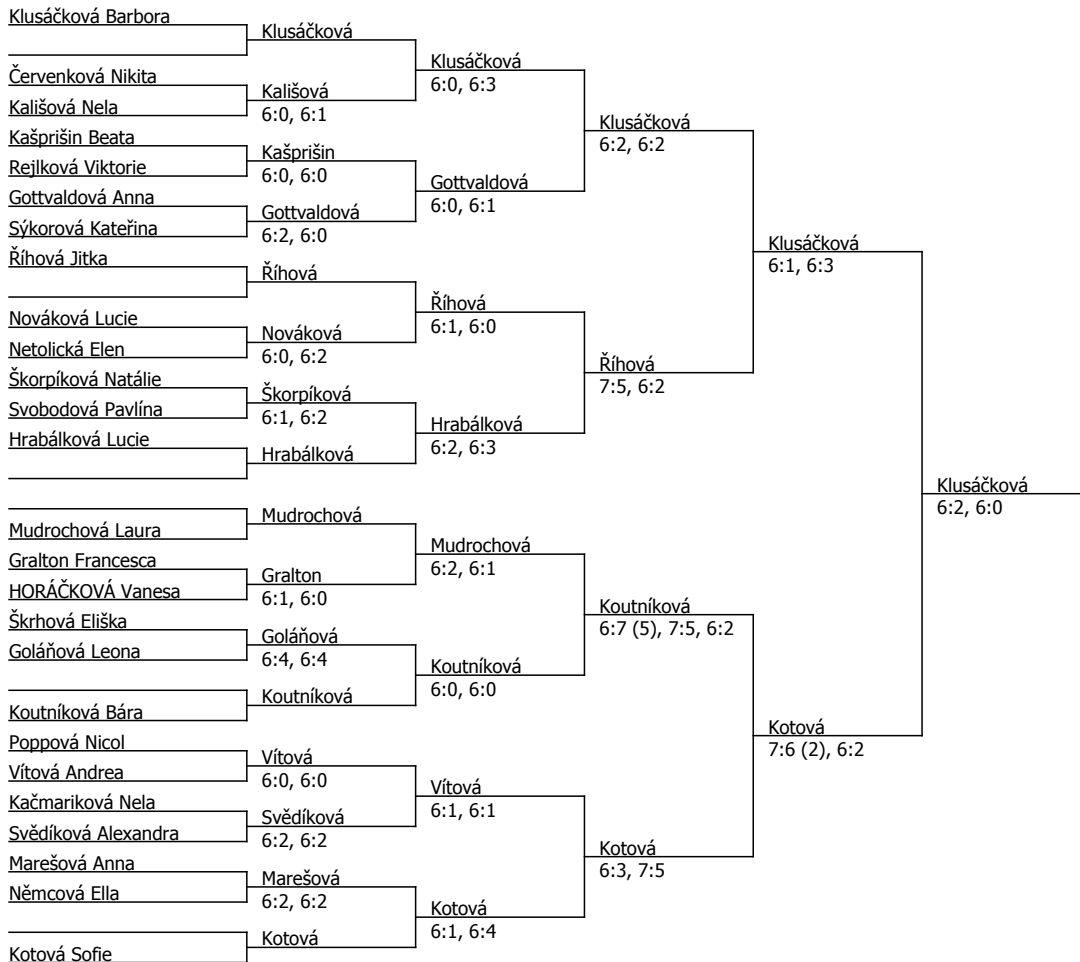 Klusáčková Barbora
Červenková Nikita
Kališová Nela
Kašprišin Beata
Rejlková Viktorie
Gottvaldová Anna
Sýkorová Kateřina
Říhová Jitka
Nováková Lucie
Netolická Elen
Škorpíková Natálie
Svobodová Pavlína
Hrabálková Lucie
Mudrochová Laura
Gralton Francesca
HORÁČKOVÁ Vanesa
Škrhová Eliška
Goláňová Leona
Koutníková Bára
Poppová Nicol
Vítová Andrea
Kačmariková Nela
Svědíková Alexandra
Marešová Anna
Němcová Ella
Kotová Sofie
Klusáčková
Kališová
6:0, 6:1
Kašprišin
6:0, 6:0
Gottvaldová
6:2, 6:0
Říhová
Nováková
6:0, 6:2
Škorpíková
6:1, 6:2
Hrabálková
Mudrochová
Gralton
6:1, 6:0
Goláňová
6:4, 6:4
Koutníková
Vítová
6:0, 6:0
Svědíková
6:2, 6:2
Marešová
6:2, 6:2
Kotová
Klusáčková
6:0, 6:3
Gottvaldová
6:0, 6:1
Říhová
6:1, 6:0
Hrabálková
6:2, 6:3
Mudrochová
6:2, 6:1
Koutníková
6:0, 6:0
Vítová
6:1, 6:1
Kotová
6:1, 6:4
Klusáčková
6:2, 6:2
Říhová
7:5, 6:2
Koutníková
6:7 (5), 7:5, 6:2
Kotová
6:3, 7:5
Klusáčková
6:1, 6:3
Kotová
7:6 (2), 6:2
Klusáčková
6:2, 6:0